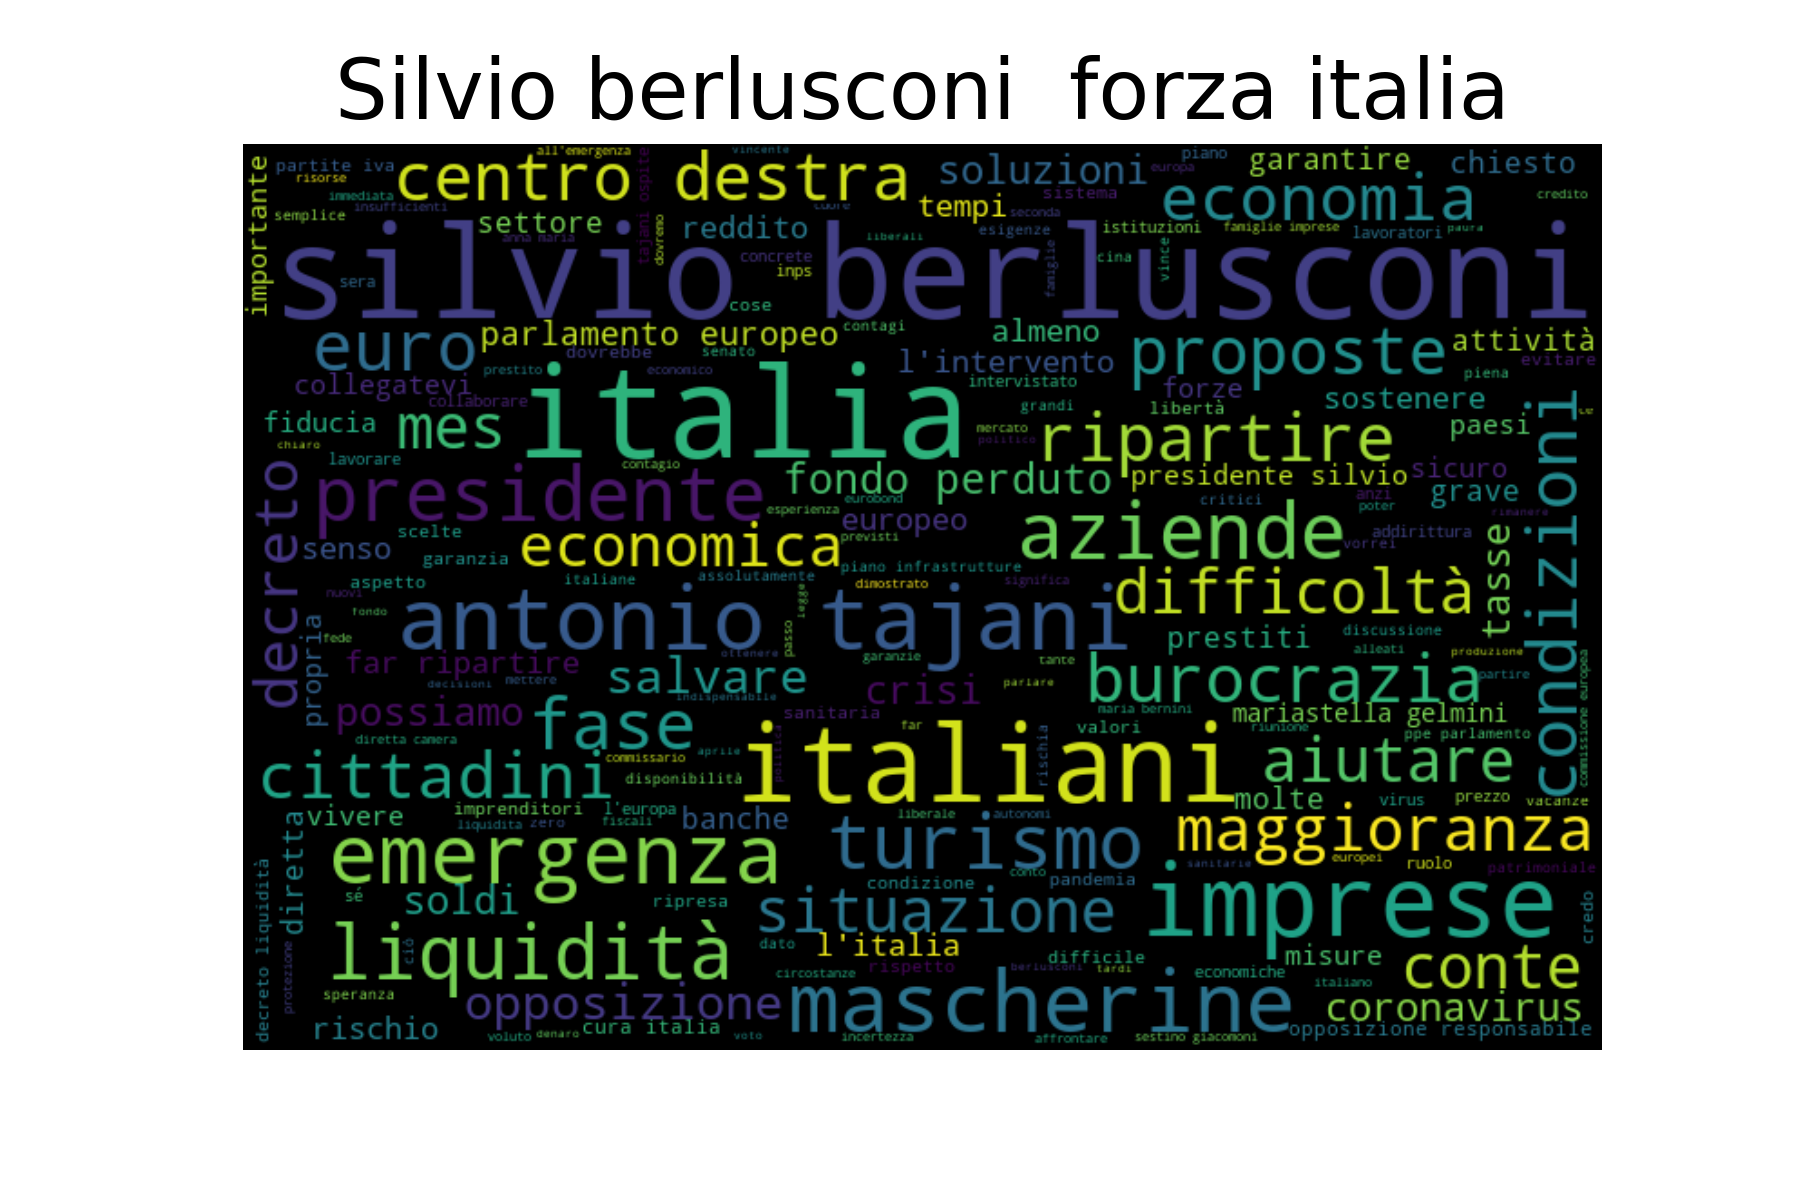 Silvio berlusconi  forza italia
importante
partite iva
centro destra
all'emergenza
tajani ospite
vincente
soluzioni
europa
piano
garantire
chiesto
risorse
immediata
insufficienti
semplice
settore
anna maria
dovremo
reddito
cuore
tempi
seconda
sistema
economia
credito
liberali
esigenze
istituzioni
famiglie imprese
lavoratori
paura
silvio berlusconi
sera
concrete
inps
cose
famiglie
cina
vince
euro
parlamento europeo
contagi
almeno
proposte
attività
dovrebbe
senato
l'intervento
evitare
collegatevi
prestito
economico
italia
intervistato
forze
piena
collaborare
grandi
libertà
sostenere
condizioni
fiducia
mes
mercato
politico
ripartire
paesi
chiaro
lavorare
decreto
presidente
contagio
fondo perduto
presidente silvio
sicuro
eurobond
critici
anzi
poter
grave
esperienza
rimanere
scelte
europeo
aziende
addirittura
senso
garanzia
economica
previsti
vorrei
tasse
aspetto
italiane
assolutamente
piano infrastrutture
dimostrato
significa
difficoltà
nuovi
fondo
antonio tajani
legge
passo
propria
fede
prestiti
discussione
far ripartire
ottenere
garanzie
tante
alleati
produzione
decisioni
mettere
salvare
indispensabile
crisi
parlare
burocrazia
partire
commissione europea
possiamo
fase
sanitaria
far
maria bernini
mariastella gelmini
valori
riunione
ppe parlamento
diretta camera
aprile
commissario
politica
italiani
rischia
cittadini
disponibilità
aiutare
molte
virus
prezzo
vacanze
vivere
imprenditori
l'europa
liquidita
zero
fiscali
banche
liberale
autonomi
diretta
emergenza
turismo
maggioranza
europei
ruolo
sanitarie
patrimoniale
decreto liquidità
sé
soldi
ripresa
condizione
conto
pandemia
situazione
imprese
credo
liquidità
ciò
dato
l'italia
difficile
misure
conte
protezione
circostanze
rispetto
berlusconi
tardi
economiche
italiano
speranza
opposizione
mascherine
coronavirus
rischio
voluto
denaro
cura italia
voto
incertezza
affrontare
sestino giacomoni
opposizione responsabile